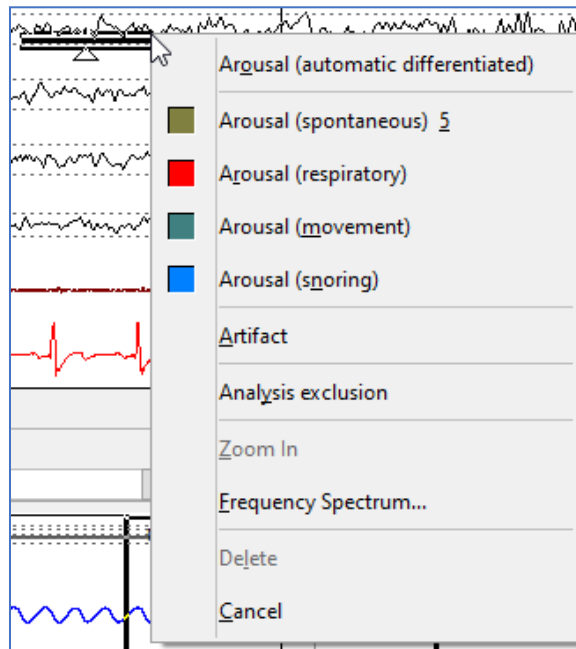 Arousal (automatic differentiated)
Arousal (spontaneous) 5
Arousal (respiratory)
Arousal (movement)
Arousal (snoring)
Artifact
Analysis exclusion
Zoom In
Frequency Spectrum...
Delete
Cancel